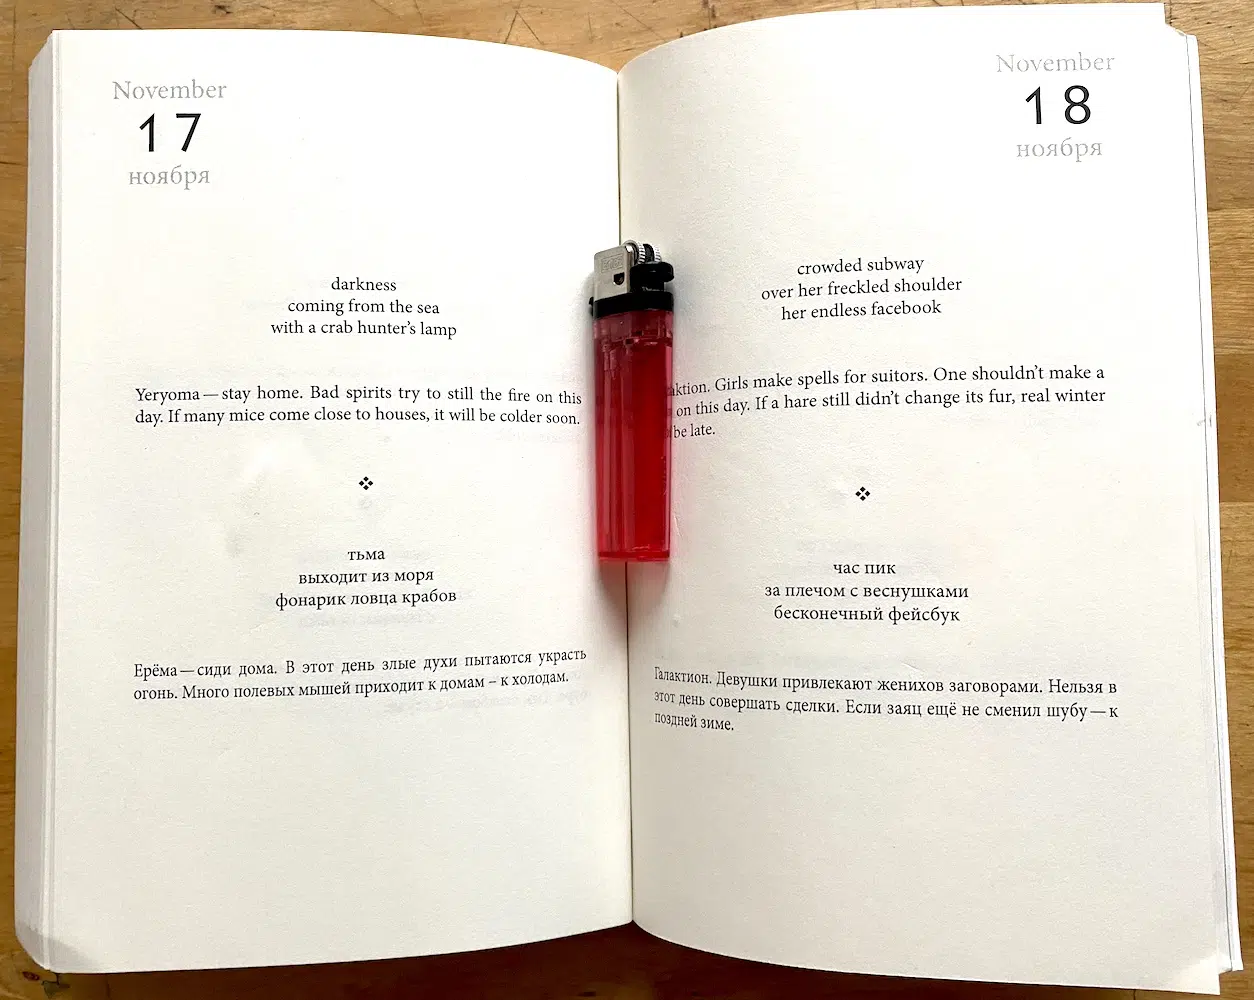 November
17
ноября
darkness
coming from the sea
with a crab hunter's lamp
Yeryoma — stay home. Bad spirits try to still the fire on this
day. If many mice come close to houses, it will be colder soon.
тьма
выходит из моря
фонарик ловца крабов
Ерёма — сиди дома. В этот день злые духи пытаются украсть
огонь. Много полевых мышей приходит к домам – к холодам.
November
18
ноября
crowded subway
over her freckled shoulder
her endless facebook
Girls make spells for suitors. One shouldn't make a
on this day. If a hare still didn't change its fur, real winter
be late.
час пик
за плечом с веснушками
бесконечный фейсбук
Галактион. Девушки привлекают женихов заговорами. Нельзя в
этот день совершать сделки. Если заяц ещё не сменил шубу — к
поздней зиме.